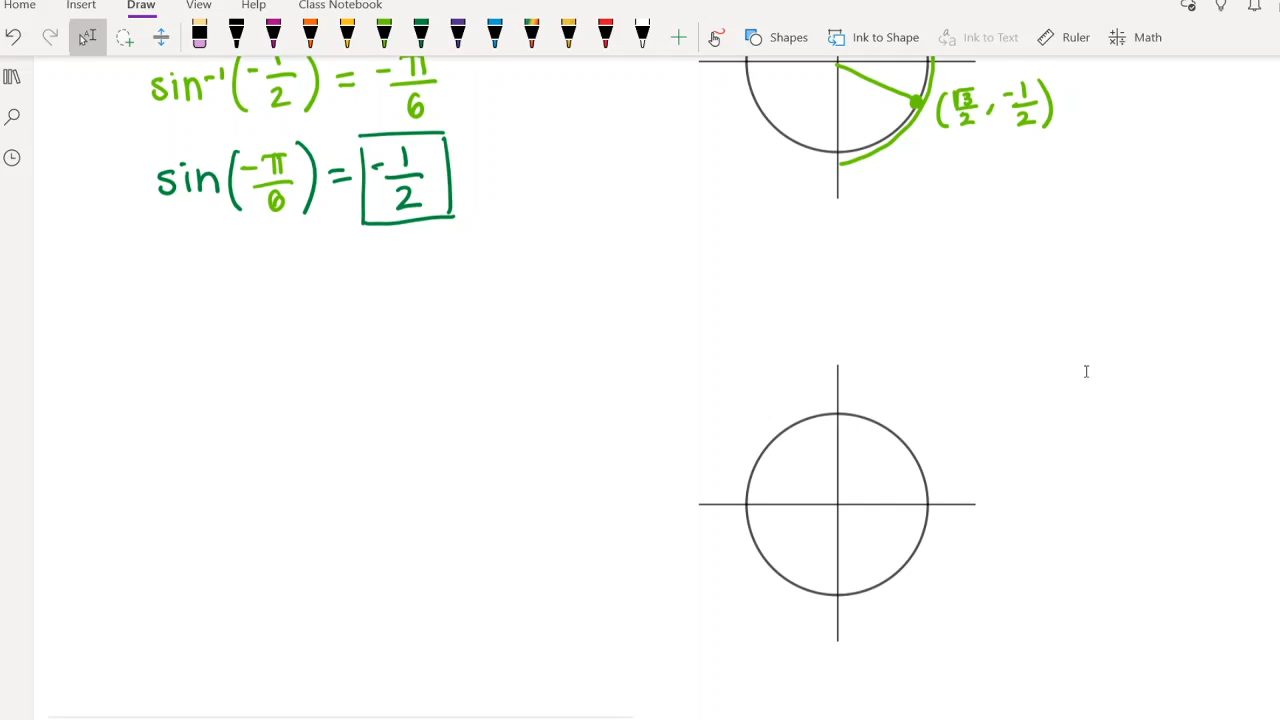 Home Insert Draw View Help Class Notebook
Shapes Ink to Shape Ink to Text Ruler Math
sin⁻¹(-1/2) = -π/6
(√3/2, -1/2)
sin(-π/6) = -1/2